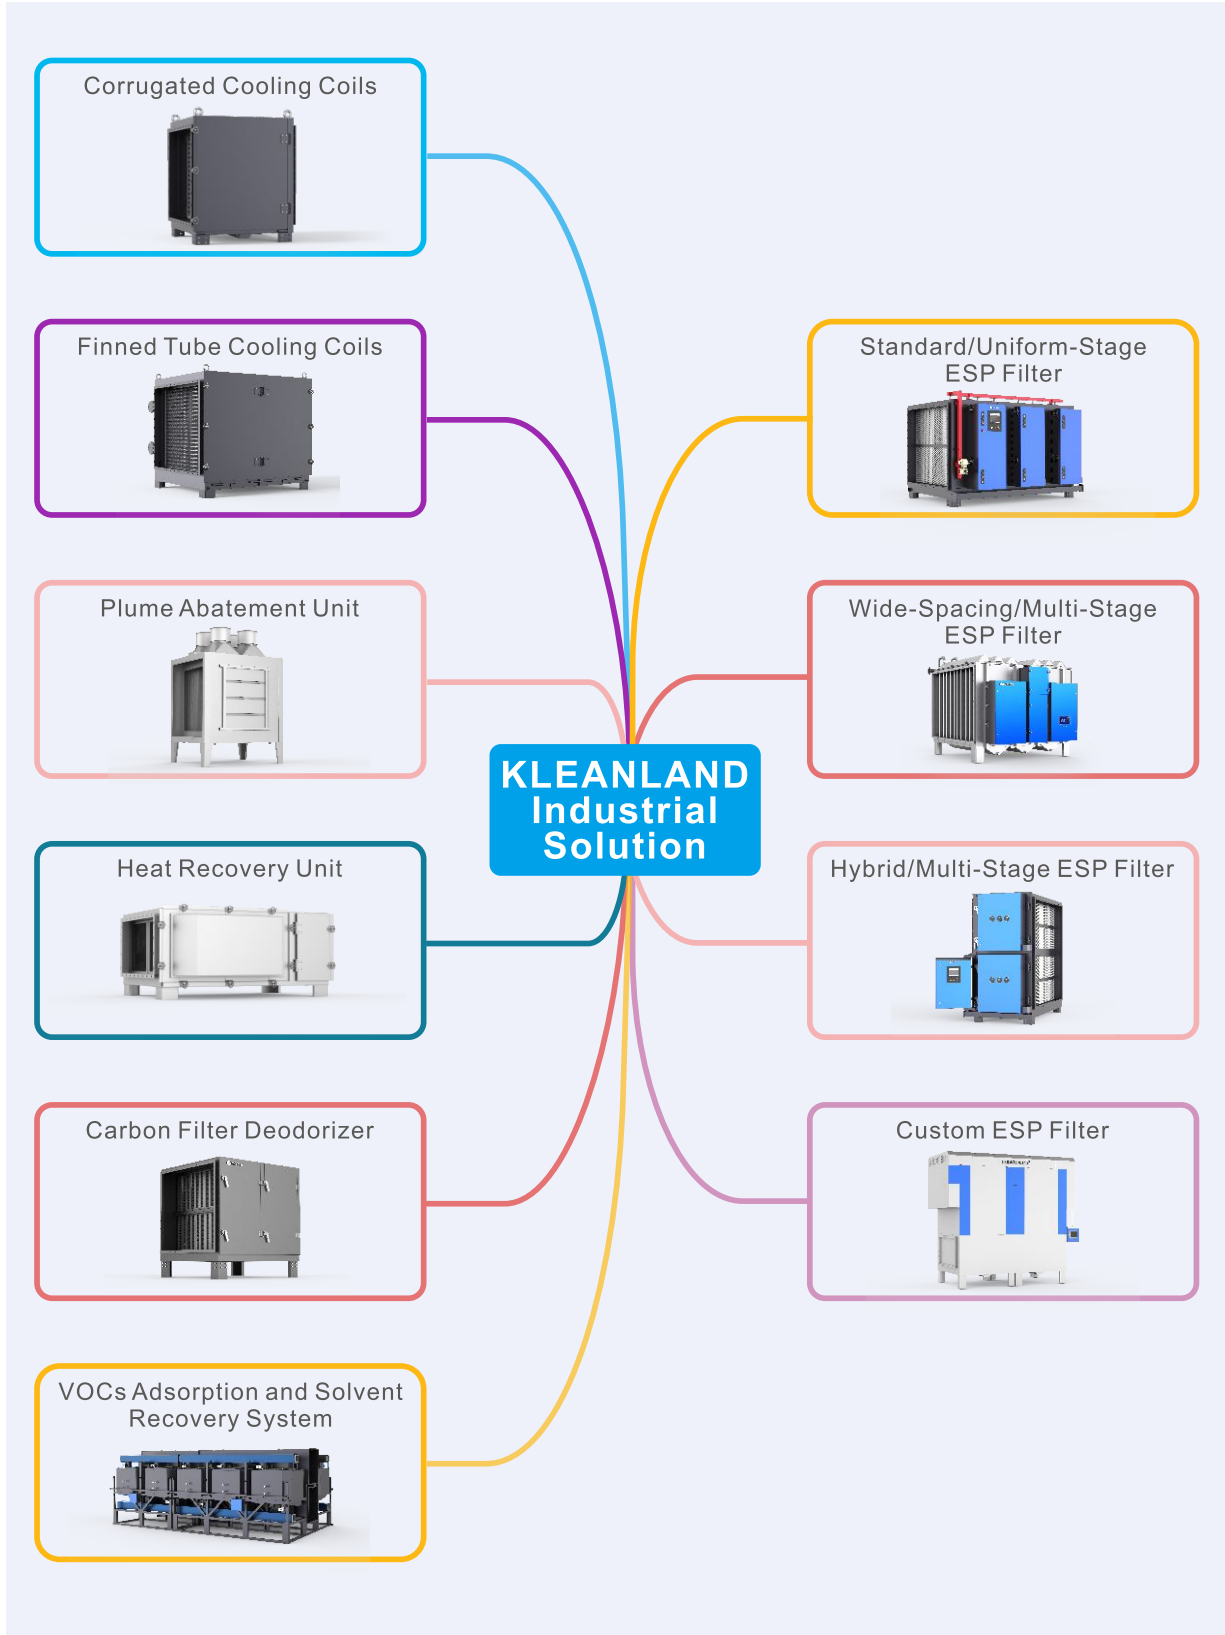 Corrugated Cooling Coils
Finned Tube Cooling Coils
Standard/Uniform-Stage
ESP Filter
Plume Abatement Unit
Wide-Spacing/Multi-Stage
ESP Filter
KLEANLAND
Industrial
Solution
Heat Recovery Unit
Hybrid/Multi-Stage ESP Filter
Carbon Filter Deodorizer
Custom ESP Filter
VOCs Adsorption and Solvent
Recovery System